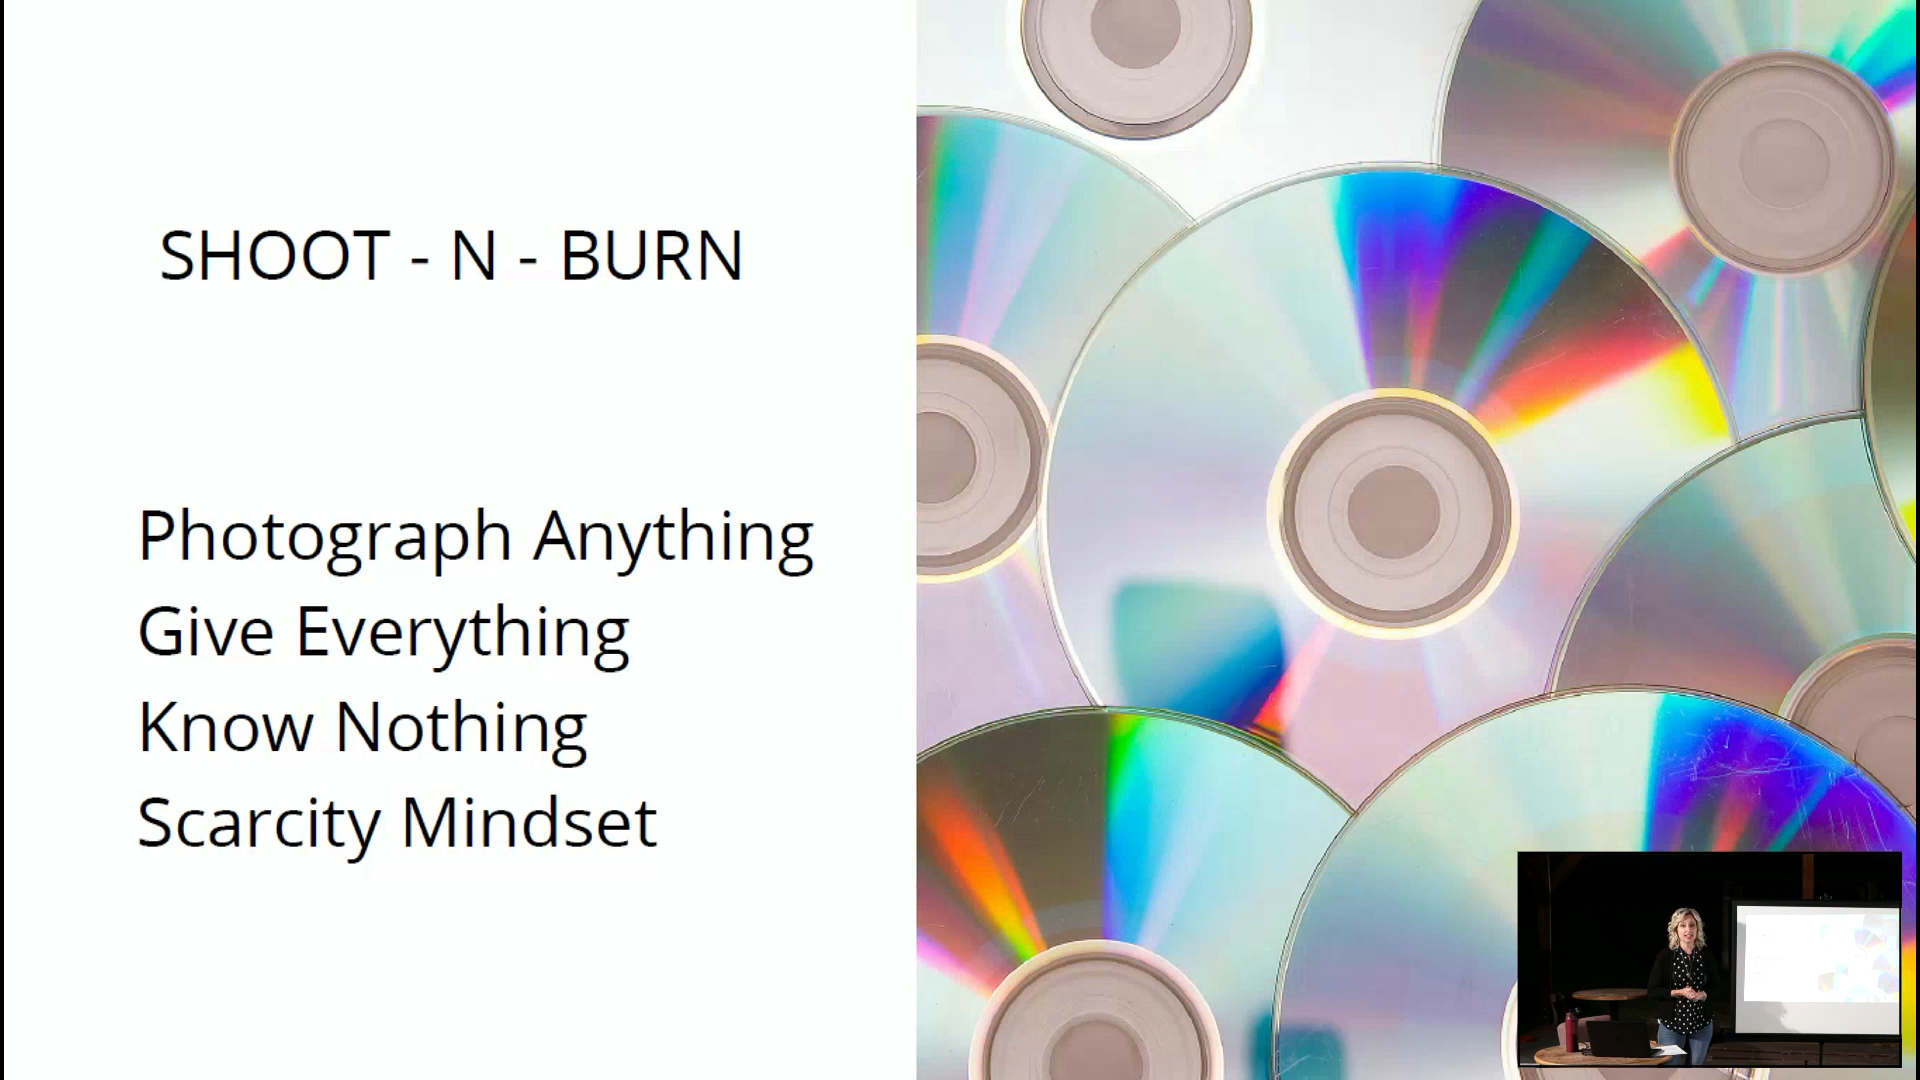 SHOOT - N - BURN
Photograph Anything
Give Everything
Know Nothing
Scarcity Mindset